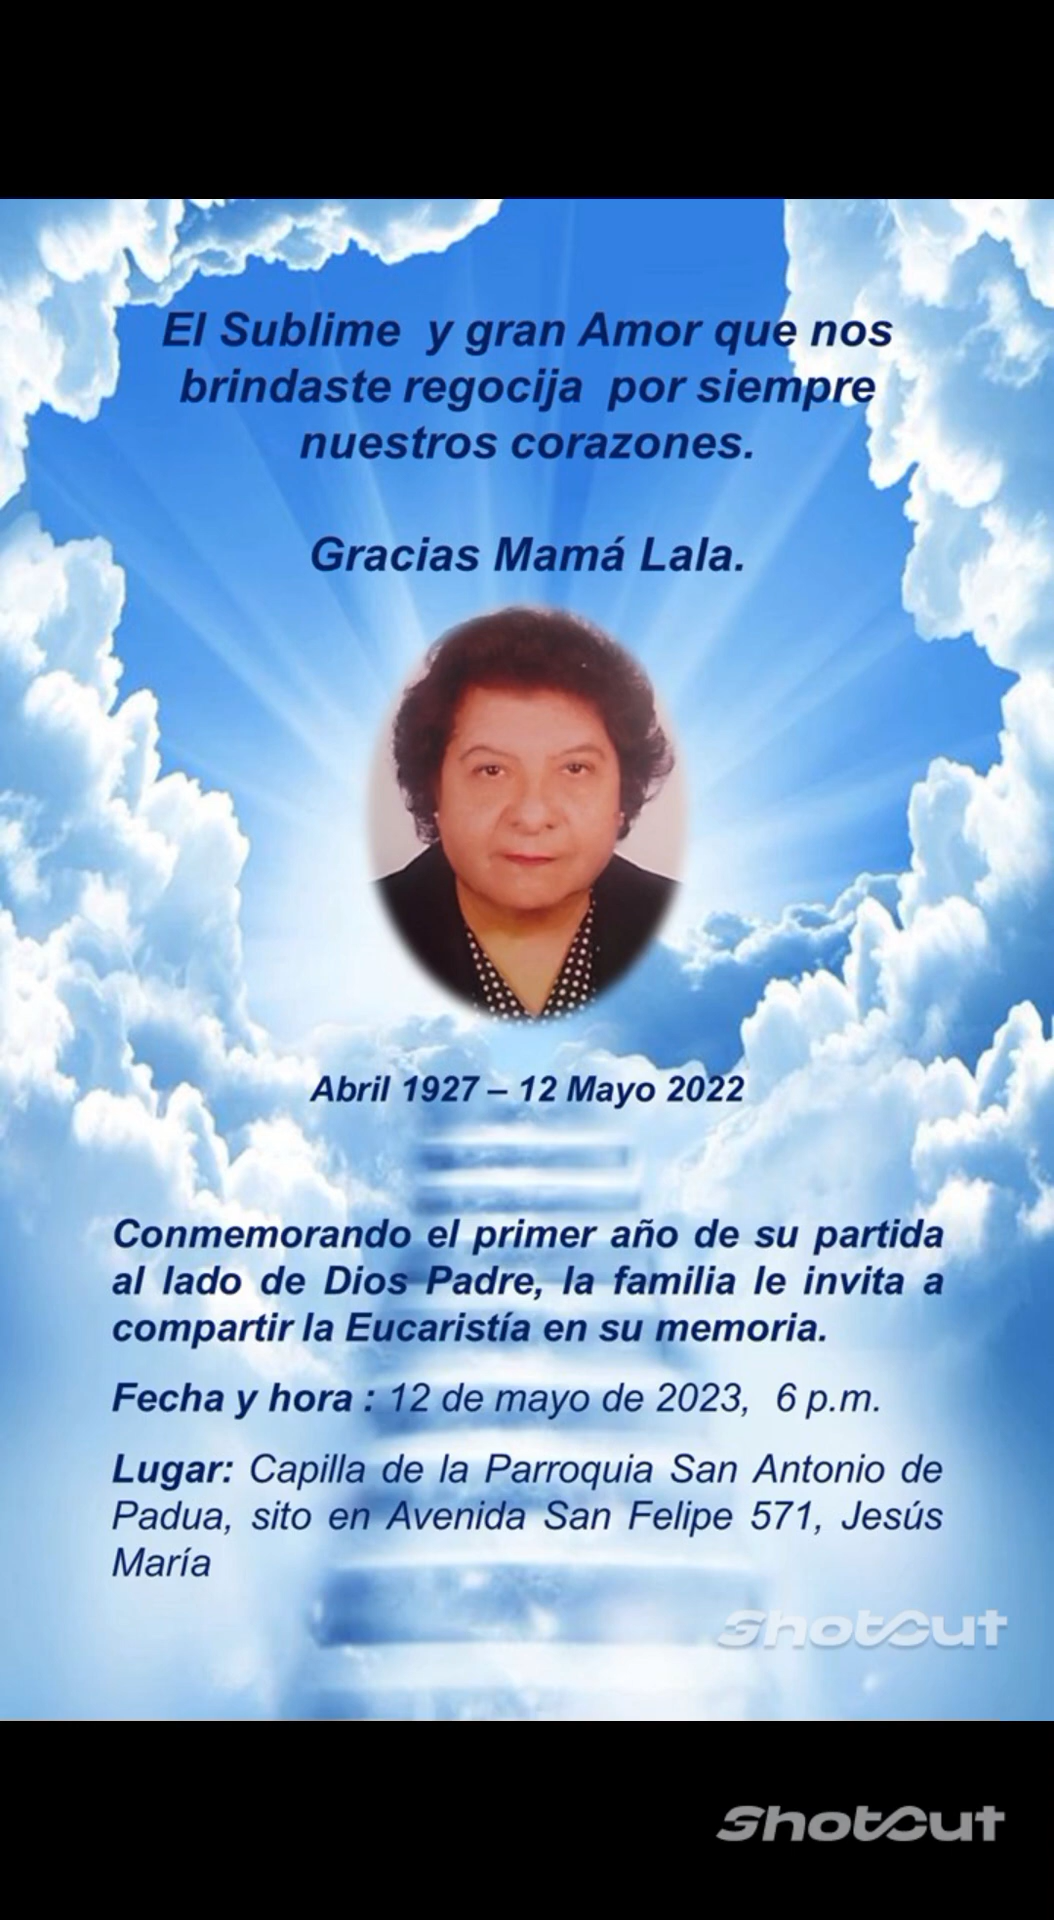 El Sublime y gran Amor que nos
brindaste regocija por siempre
nuestros corazones.
Gracias Mamá Lala.
Abril 1927 – 12 Mayo 2022
Conmemorando el primer año de su partida
al lado de Dios Padre, la familia le invita a
compartir la Eucaristía en su memoria.
Fecha y hora : 12 de mayo de 2023, 6 p.m.
Lugar: Capilla de la Parroquia San Antonio de
Padua, sito en Avenida San Felipe 571, Jesús
María
ShotCut
ShotCut